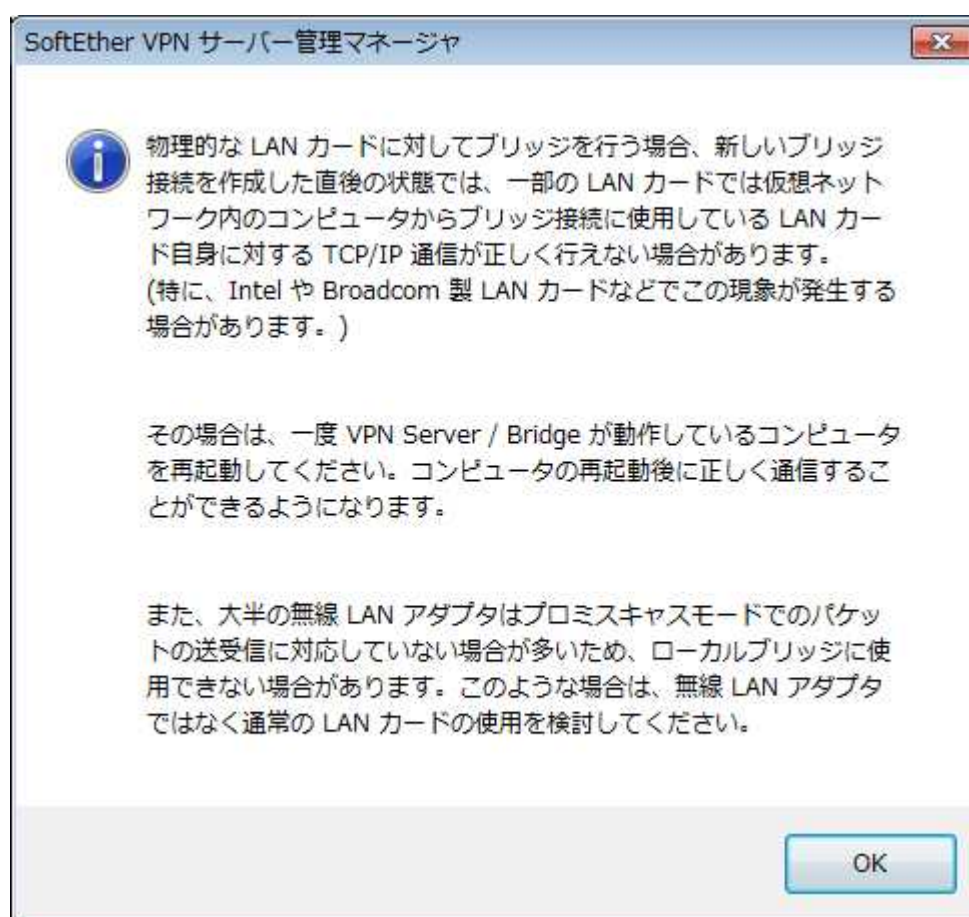 SoftEther VPN サーバー管理マネージャ
物理的な LAN カードに対してブリッジを行う場合、新しいブリッジ
接続を作成した直後の状態では、一部の LAN カードでは仮想ネット
ワーク内のコンピュータからブリッジ接続に使用している LAN カー
ド自身に対する TCP/IP 通信が正しく行えない場合があります。
(特に、Intel や Broadcom 製 LAN カードなどでこの現象が発生する
場合があります。)
その場合は、一度 VPN Server / Bridge が動作しているコンピュータ
を再起動してください。コンピュータの再起動後に正しく通信するこ
とができるようになります。
また、大半の無線 LAN アダプタはプロミスキャスモードでのパケッ
トの送受信に対応していない場合が多いため、ローカルブリッジに使
用できない場合があります。このような場合は、無線 LAN アダプタ
ではなく通常の LAN カードの使用を検討してください。
OK